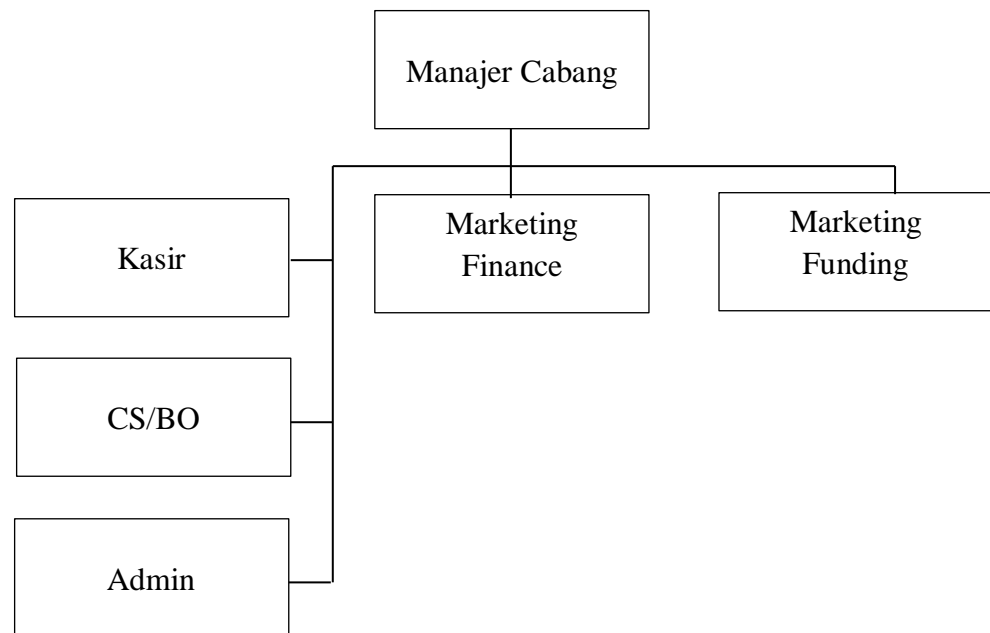 Manajer Cabang
Kasir
Marketing
Finance
Marketing
Funding
CS/BO
Admin